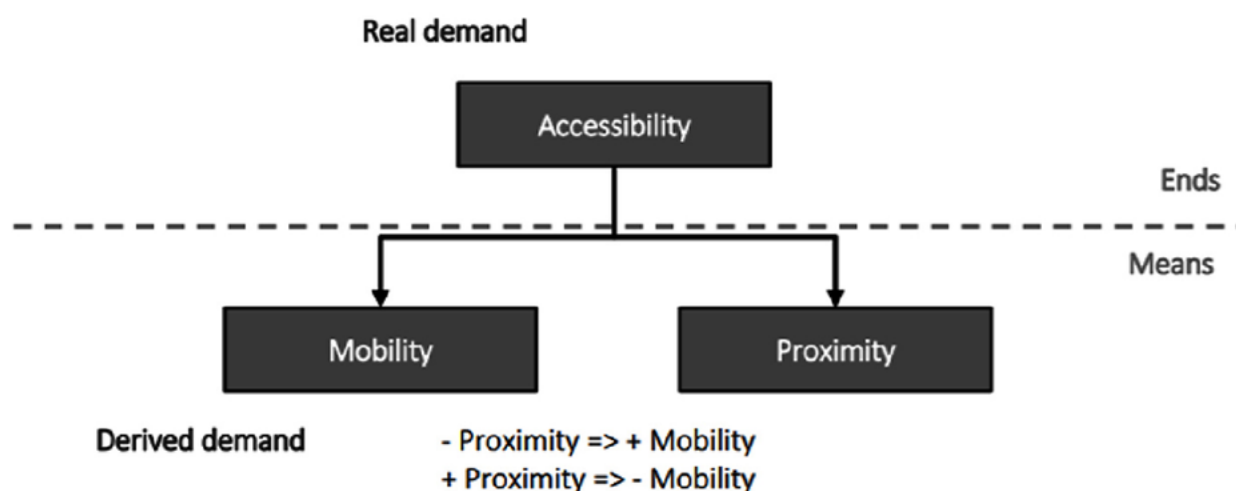 Real demand
Accessibility
Ends
Means
Mobility
Proximity
Derived demand
- Proximity => + Mobility
+ Proximity => - Mobility